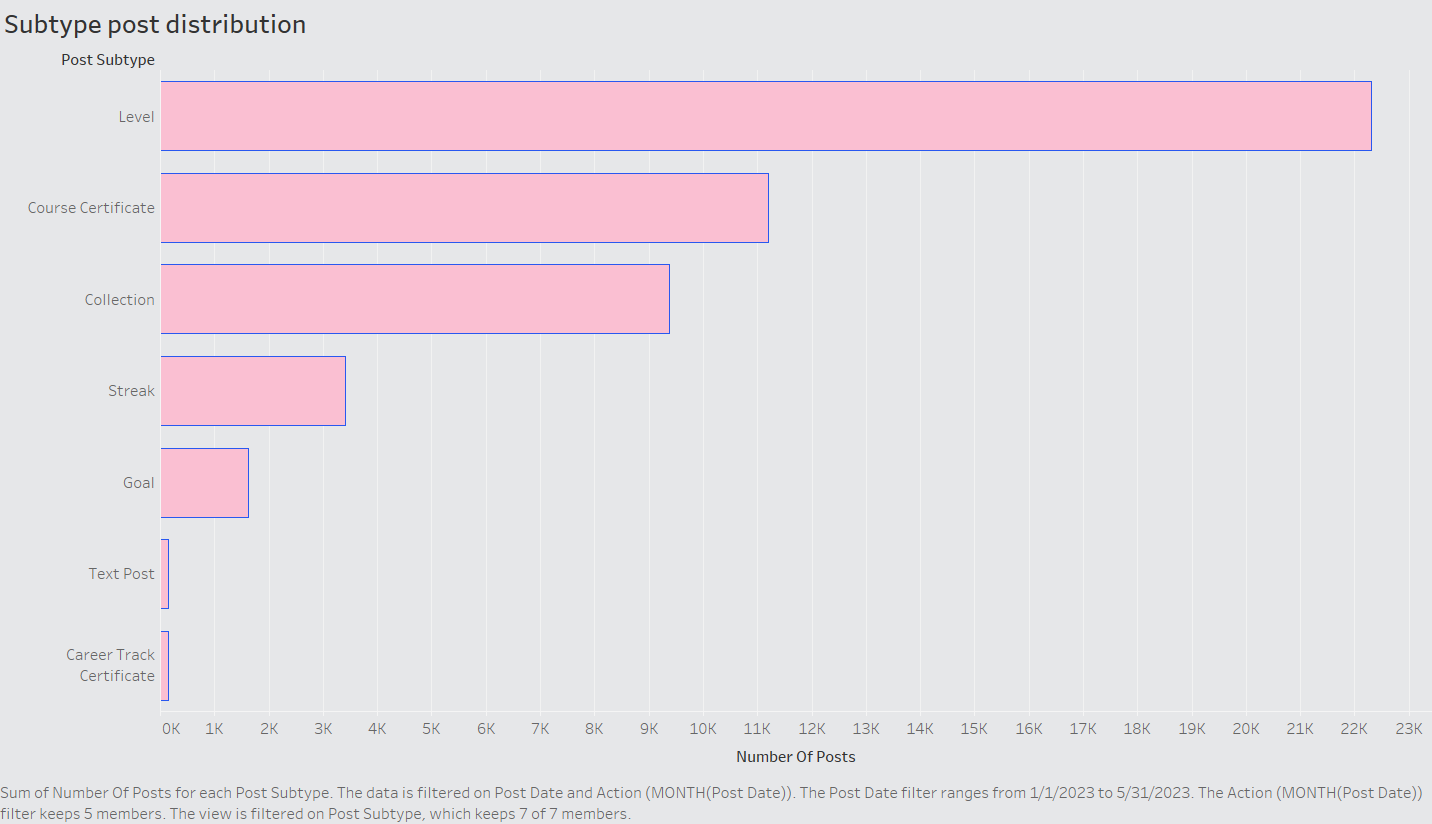 Subtype post distribution
Post Subtype
Level
Course Certificate
Collection
Streak
Goal
Text Post
Career Track
Certificate
0K 1K 2K 3K 4K 5K 6K 7K 8K 9K 10K 11K 12K 13K 14K 15K 16K 17K 18K 19K 20K 21K 22K 23K
Number Of Posts
Sum of Number Of Posts for each Post Subtype. The data is filtered on Post Date and Action (MONTH(Post Date)). The Post Date filter ranges from 1/1/2023 to 5/31/2023. The Action (MONTH(Post Date))
filter keeps 5 members. The view is filtered on Post Subtype, which keeps 7 of 7 members.